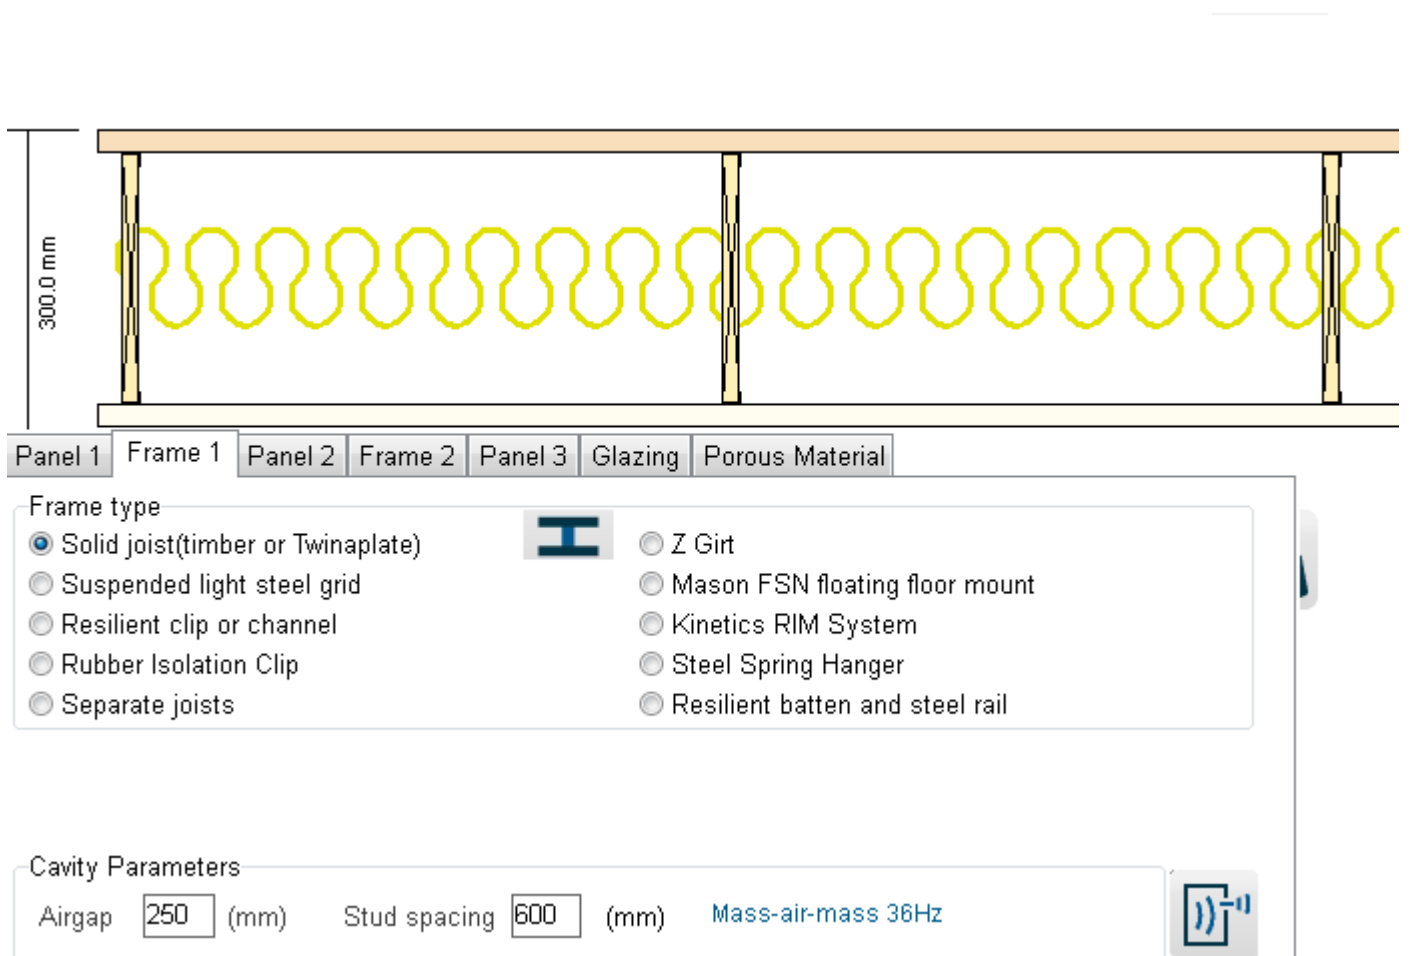 300.0 mm
Panel 1 Frame 1 Panel 2 Frame 2 Panel 3 Glazing Porous Material
Frame type
Solid joist(timber or Twinaplate) Z Girt
Suspended light steel grid Mason FSN floating floor mount
Resilient clip or channel Kinetics RIM System
Rubber Isolation Clip Steel Spring Hanger
Separate joists Resilient batten and steel rail
Cavity Parameters
Airgap 250 (mm) Stud spacing 600 (mm) Mass-air-mass 36Hz